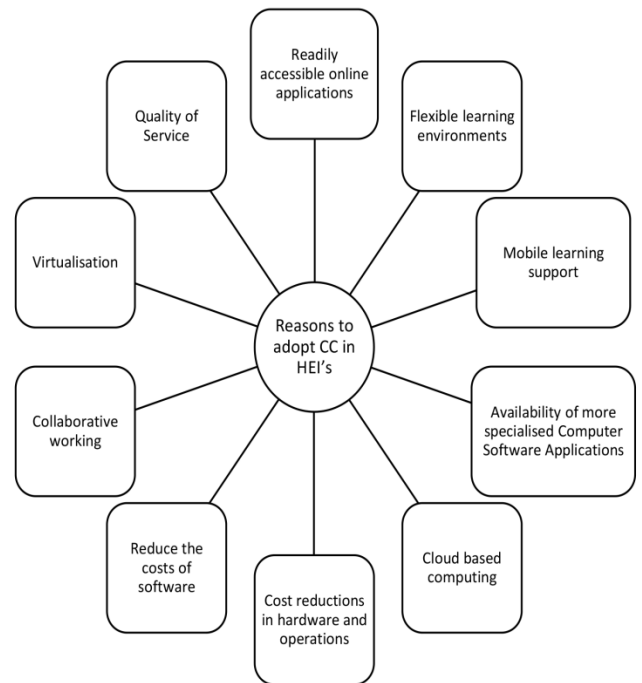 Readily
accessible online
applications
Flexible learning
environments
Mobile learning
support
Availability of more
specialised Computer
Software Applications
Cloud based
computing
Cost reductions
in hardware and
operations
Reduce the
costs of
software
Collaborative
working
Virtualisation
Quality of
Service
Reasons to
adopt CC in
HEI's